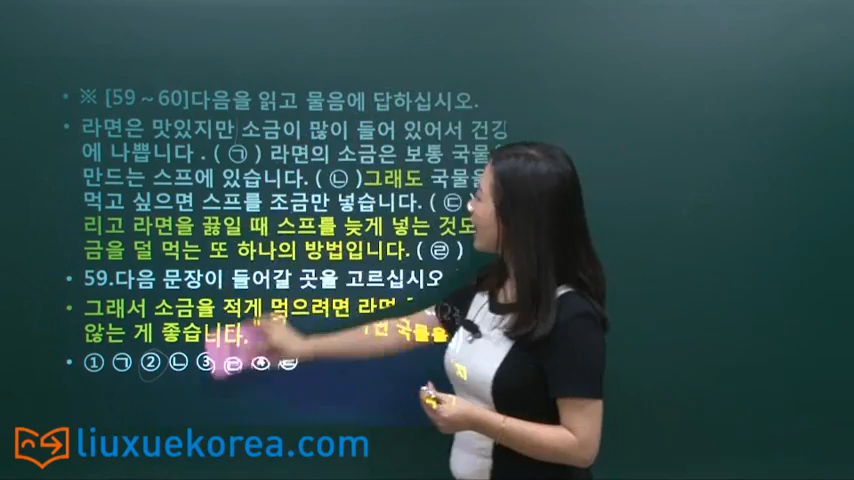 ※ [59～60]다음을 읽고 물음에 답하십시오.
라면은 맛있지만 소금이 많이 들어 있어서 건강
에 나쁩니다. ( ㉠ ) 라면의 소금은 보통 국물
만드는 스프에 있습니다. ( ㉡ )그래도 국물을
먹고 싶으면 스프를 조금만 넣습니다. ( ㉢
리고 라면을 끓일 때 스프를 늦게 넣는 것도
금을 덜 먹는 또 하나의 방법입니다. ( ㉣ )
59.다음 문장이 들어갈 곳을 고르십시오
그래서 소금을 적게 먹으려면 라면
않는 게 좋습니다.
① ㄱ ② ㄴ ③
liuxuekorea.com